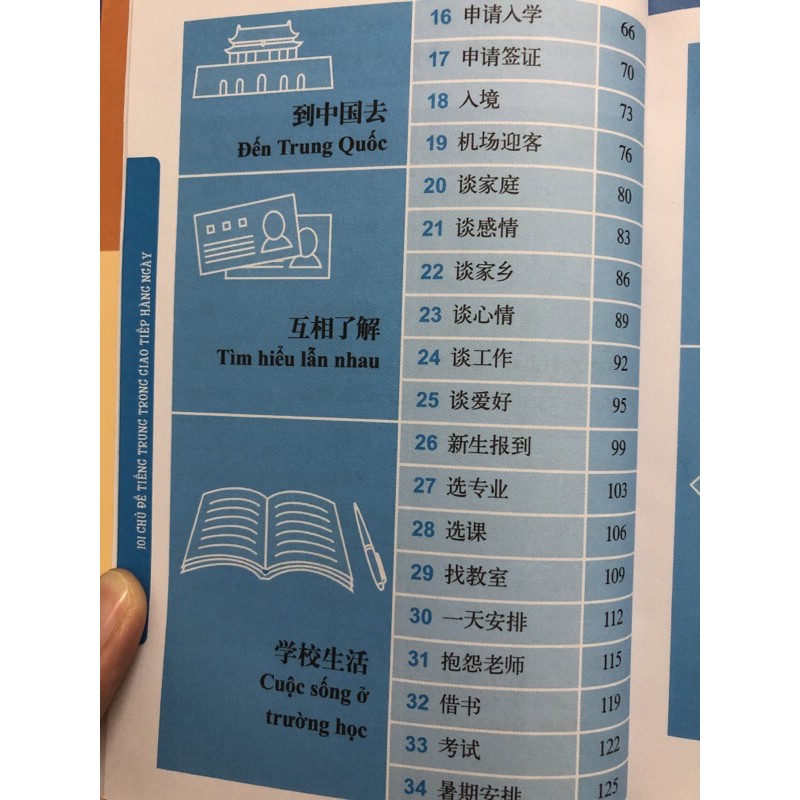 16 申请入学 66
17 申请签证 70
18 入境 73
19 机场迎客 76
到中国去
Đến Trung Quốc
20 谈家庭 80
21 谈感情 83
22 谈家乡 86
23 谈心情 89
24 谈工作 92
25 谈爱好 95
互相了解
Tìm hiểu lẫn nhau
26 新生报到 99
27 选专业 103
28 选课 106
29 找教室 109
30 一天安排 112
31 抱怨老师 115
32 借书 119
33 考试 122
34 暑期安排 125
学校生活
Cuộc sống ở
trường học
101 CHỦ ĐỀ TIẾNG TRUNG TRONG GIAO TIẾP HÀNG NGÀY